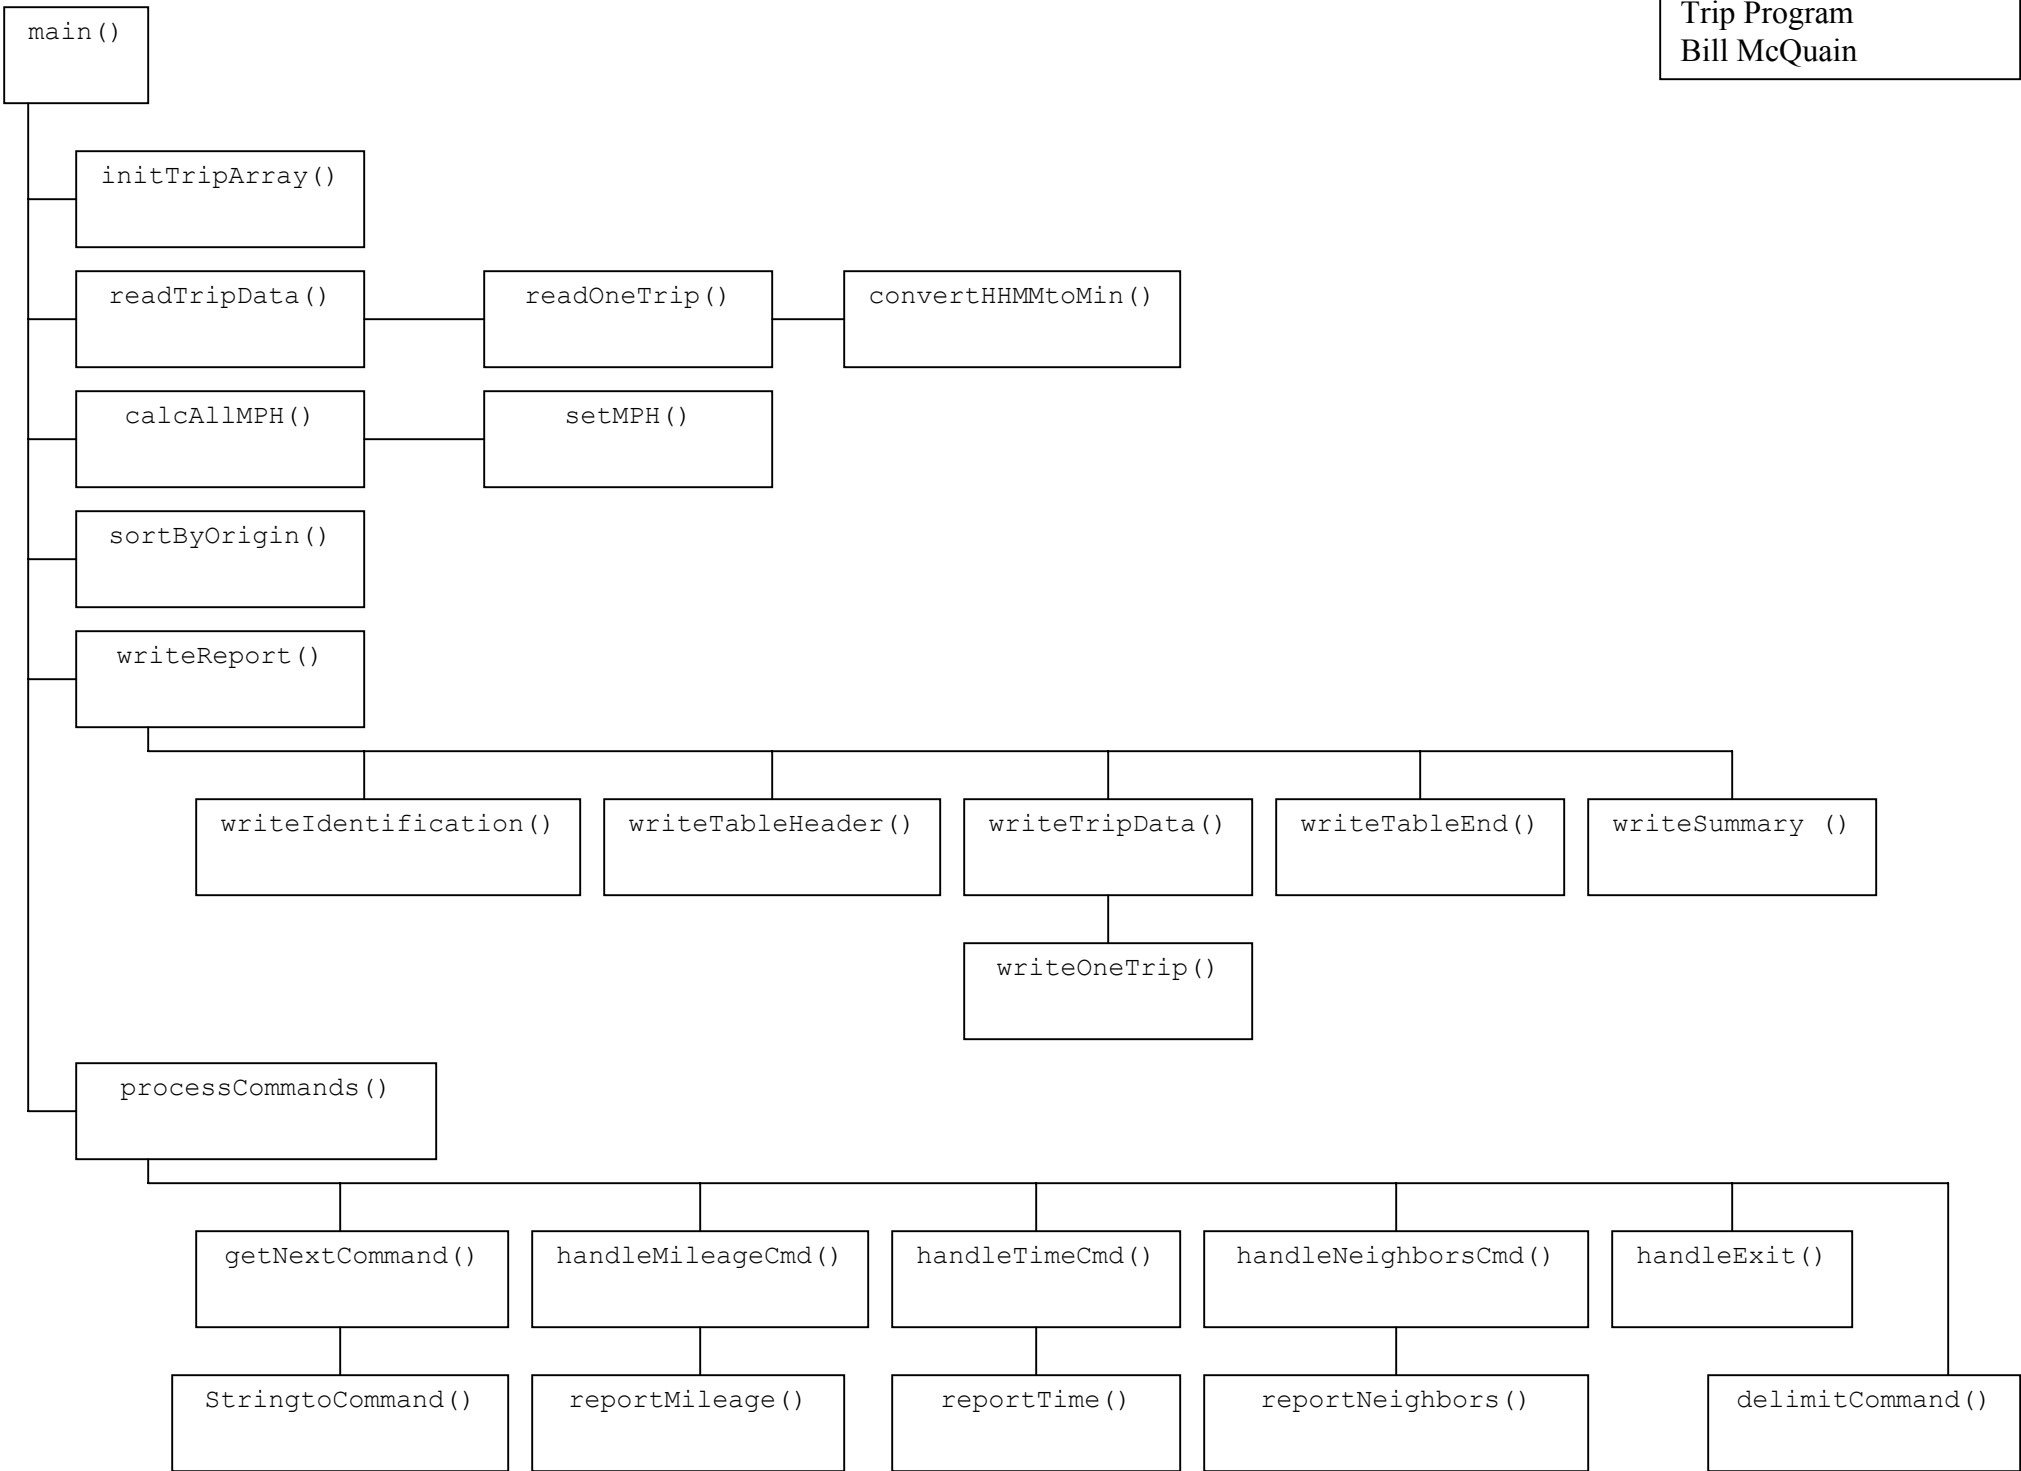 Trip Program
Bill McQuain
main()
initTripArray()
readTripData()
readOneTrip()
convertHHMMtoMin()
calcAllMPH()
setMPH()
sortByOrigin()
writeReport()
writeIdentification()
writeTableHeader()
writeTripData()
writeTableEnd()
writeSummary ()
writeOneTrip()
processCommands()
getNextCommand()
handleMileageCmd()
handleTimeCmd()
handleNeighborsCmd()
handleExit()
StringtoCommand()
reportMileage()
reportTime()
reportNeighbors()
delimitCommand()